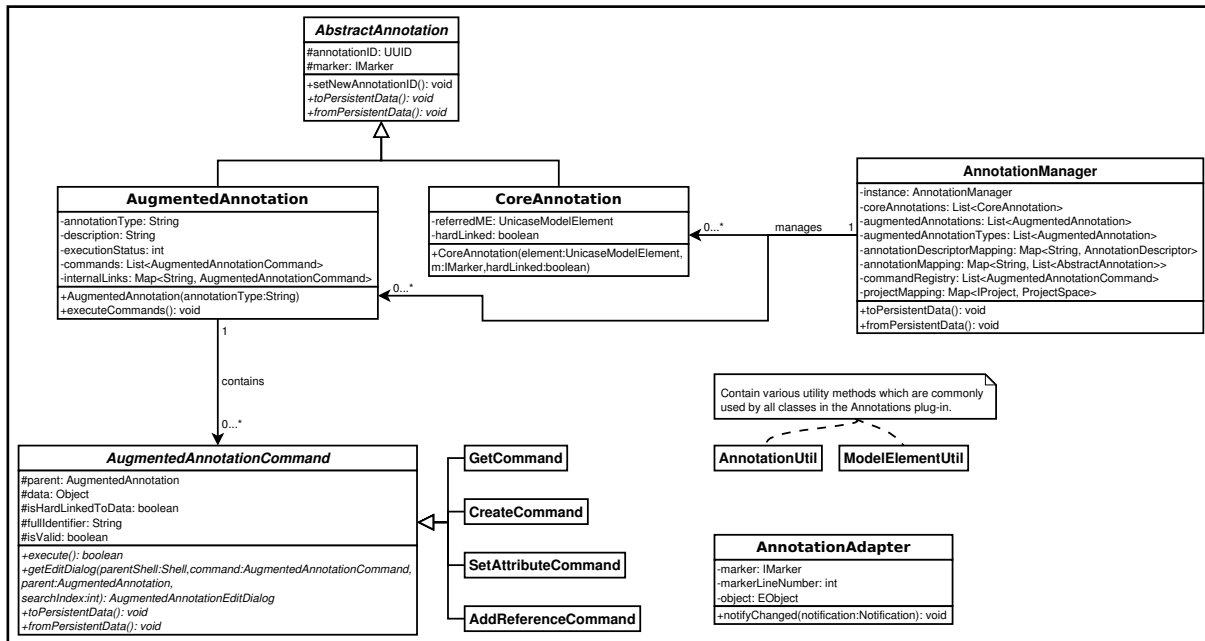 AbstractAnnotation
#annotationID: UUID
#marker: IMarker
+setNewAnnotationID(): void
+toPersistentData(): void
+fromPersistentData(): void
AugmentedAnnotation
-annotationType: String
-description: String
-executionStatus: int
-commands: List<AugmentedAnnotationCommand>
-internalLinks: Map<String, AugmentedAnnotationCommand>
+AugmentedAnnotation(annotationType:String)
+executeCommands(): void
CoreAnnotation
-referredME: UnicaseModelElement
-hardLinked: boolean
+CoreAnnotation(element:UnicaseModelElement,
m:IMarker,hardLinked:boolean)
0...*
manages
1
0...*
AnnotationManager
-instance: AnnotationManager
-coreAnnotations: List<CoreAnnotation>
-augmentedAnnotations: List<AugmentedAnnotation>
-augmentedAnnotationTypes: List<AugmentedAnnotation>
-annotationDescriptorMapping: Map<String, AnnotationDescriptor>
-annotationMapping: Map<String, List<AbstractAnnotation>>
-commandRegistry: List<AugmentedAnnotationCommand>
-projectMapping: Map<IProject, ProjectSpace>
+toPersistentData(): void
+fromPersistentData(): void
1
contains
0...*
Contain various utility methods which are commonly
used by all classes in the Annotations plug-in.
AnnotationUtil
ModelElementUtil
AugmentedAnnotationCommand
#parent: AugmentedAnnotation
#data: Object
#isHardLinkedToData: boolean
#fullIdentifier: String
#isValid: boolean
+execute(): boolean
+getEditDialog(parentShell:Shell,command:AugmentedAnnotationCommand,
parent:AugmentedAnnotation,
searchIndex:int): AugmentedAnnotationEditDialog
+toPersistentData(): void
+fromPersistentData(): void
GetCommand
CreateCommand
SetAttributeCommand
AddReferenceCommand
AnnotationAdapter
-marker: IMarker
-markerLineNumber: int
-object: EObject
+notifyChanged(notification:Notification): void